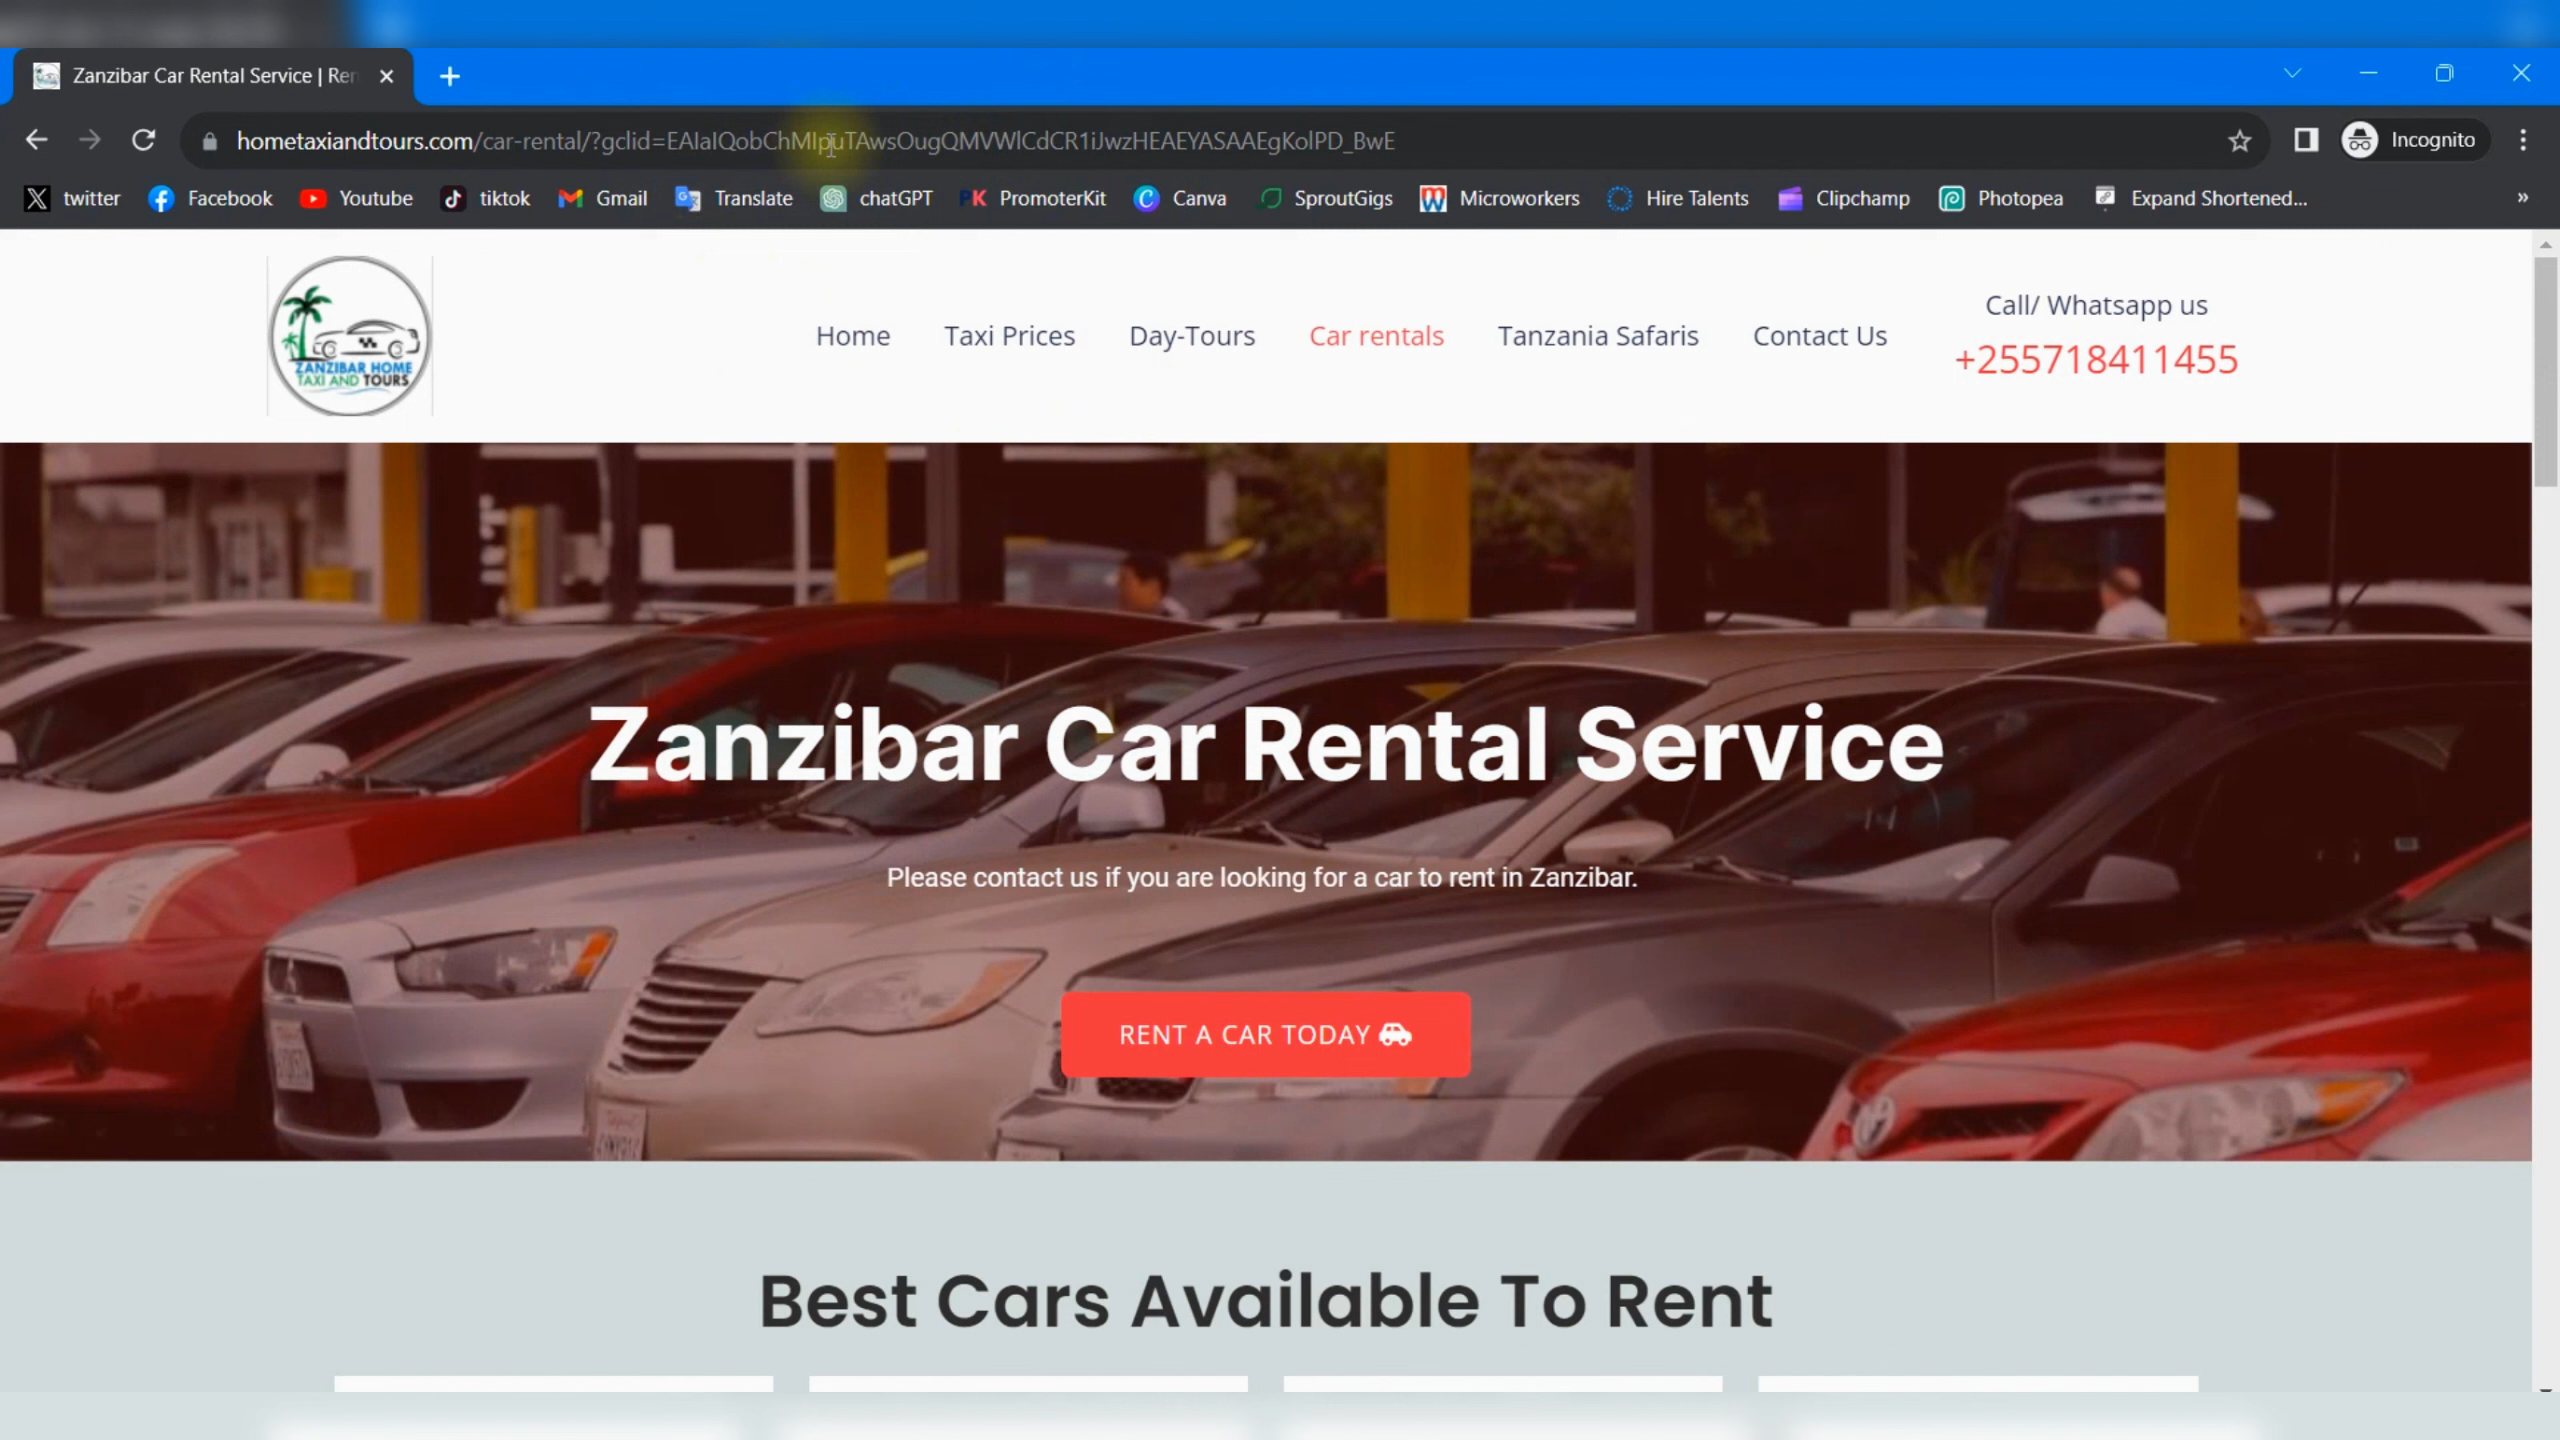 Zanzibar Car Rental Service | Ren
hometaxiandtours.com/car-rental/?gclid=EAIaIQobChMIpuTAwsOugQMVWlCdCR1iJwzHEAEYASAAEgKolPD_BwE
Incognito
twitter Facebook Youtube tiktok Gmail Translate chatGPT PromoterKit Canva SproutGigs Microworkers Hire Talents Clipchamp Photopea Expand Shortened... »
ZANZIBAR HOME
TAXI AND TOURS
Home Taxi Prices Day-Tours Car rentals Tanzania Safaris Contact Us
Call/ Whatsapp us
+255718411455
Zanzibar Car Rental Service
Please contact us if you are looking for a car to rent in Zanzibar.
RENT A CAR TODAY
Best Cars Available To Rent